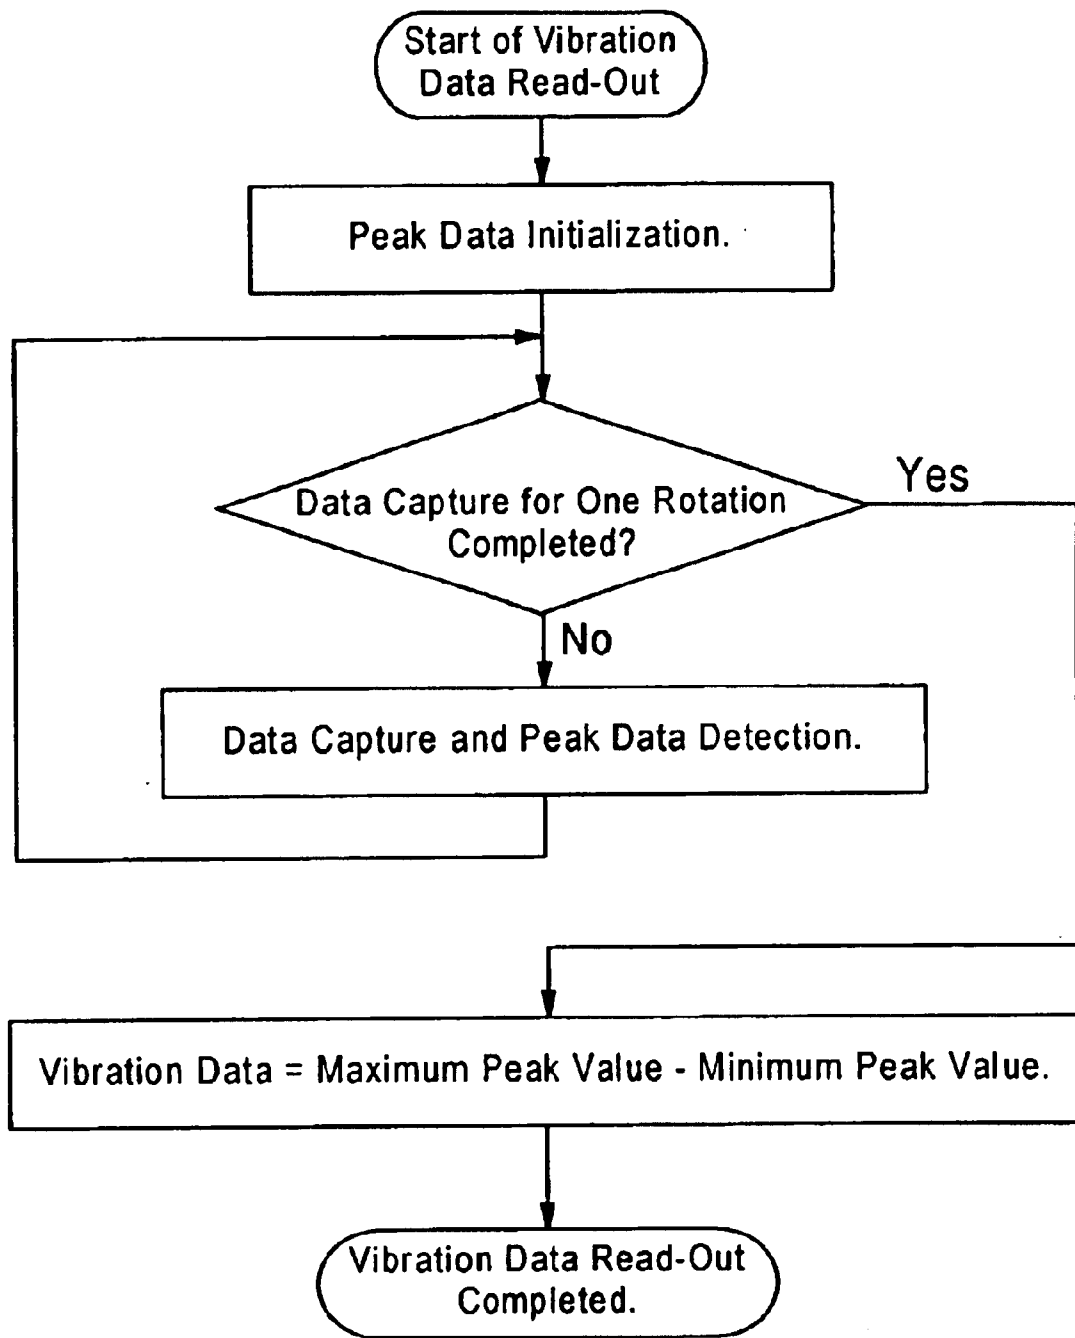 Start of Vibration
Data Read-Out
Peak Data Initialization.
Data Capture for One Rotation
Completed?
Yes
No
Data Capture and Peak Data Detection.
Vibration Data = Maximum Peak Value - Minimum Peak Value.
Vibration Data Read-Out
Completed.